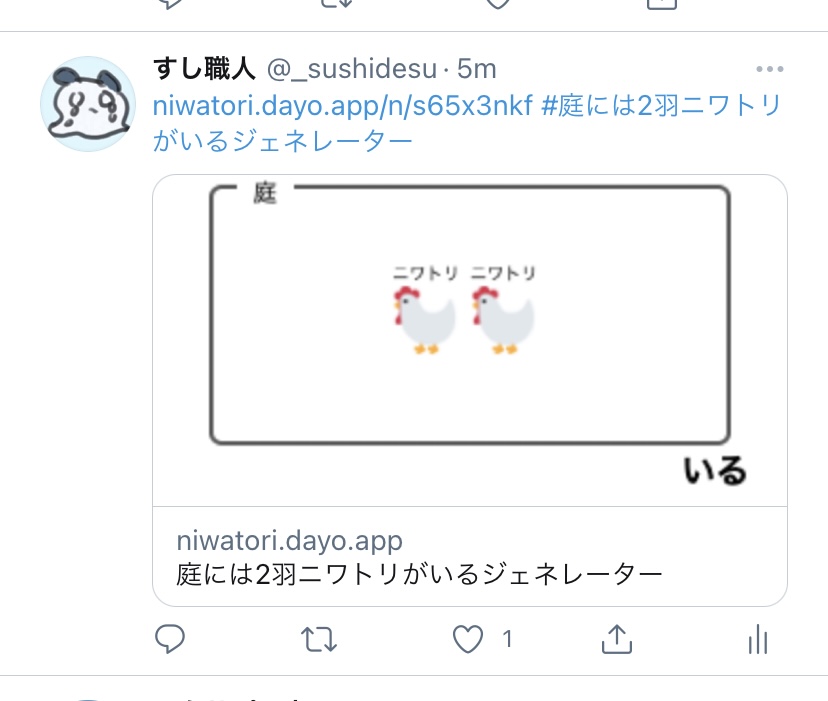 すし職人 @_sushidesu · 5m
niwatori.dayo.app/n/s65x3nkf #庭には2羽ニワトリ
がいるジェネレーター
庭
ニワトリ ニワトリ
いる
niwatori.dayo.app
庭には2羽ニワトリがいるジェネレーター
1